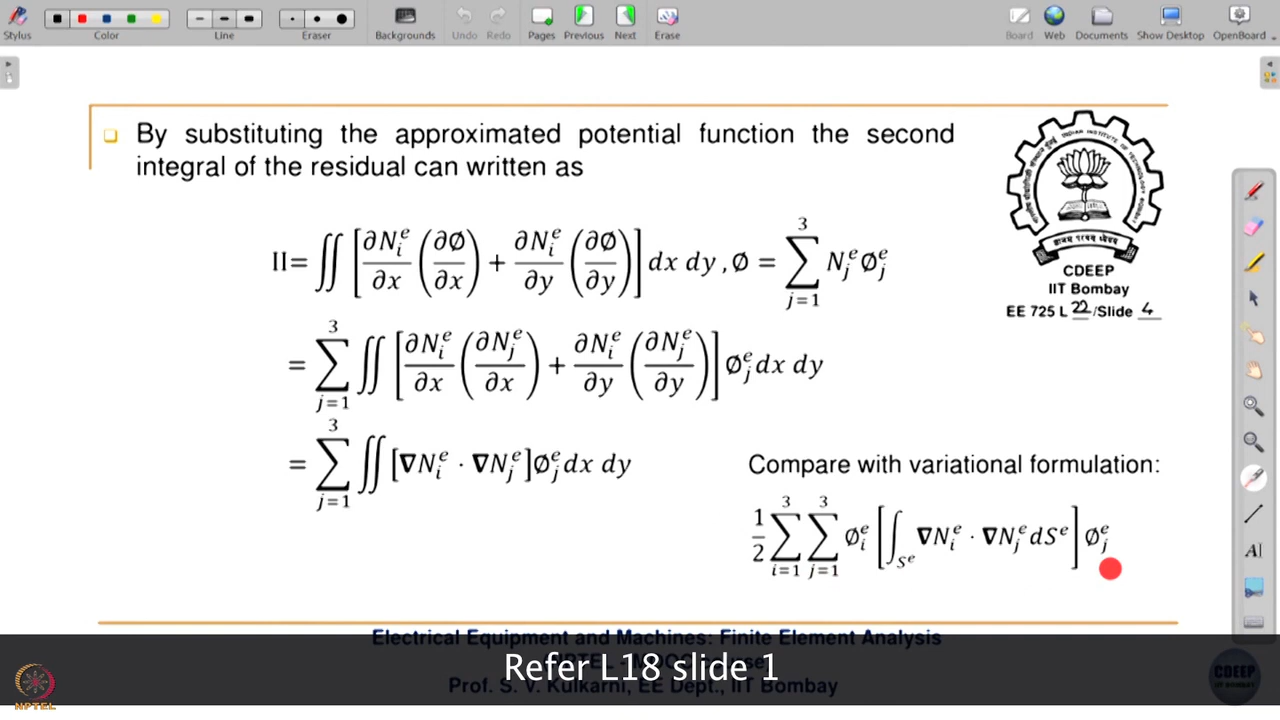 Stylus Color Line Eraser Backgrounds Undo Redo Pages Previous Next Erase Board Web Documents Show Desktop OpenBoard
By substituting the approximated potential function the second
integral of the residual can written as
II= ∬ [∂N_i^e/∂x (∂Ø/∂x) + ∂N_i^e/∂y (∂Ø/∂y)] dx dy , Ø = ∑_{j=1}^{3} N_j^e Ø_j^e
= ∑_{j=1}^{3} ∬ [∂N_i^e/∂x (∂N_j^e/∂x) + ∂N_i^e/∂y (∂N_j^e/∂y)] Ø_j^e dx dy
= ∑_{j=1}^{3} ∬ [∇N_i^e · ∇N_j^e] Ø_j^e dx dy
Compare with variational formulation:
1/2 ∑_{i=1}^{3} ∑_{j=1}^{3} Ø_i^e [∫_{S^e} ∇N_i^e · ∇N_j^e dS^e] Ø_j^e
CDEEP
IIT Bombay
EE 725 L 22 /Slide 4
AI
Electrical Equipment and Machines: Finite Element Analysis
Refer L18 slide 1
Prof. S. V. Kulkarni, EE Dept., IIT Bombay
NPTEL
CDEEP
IIT BOMBAY